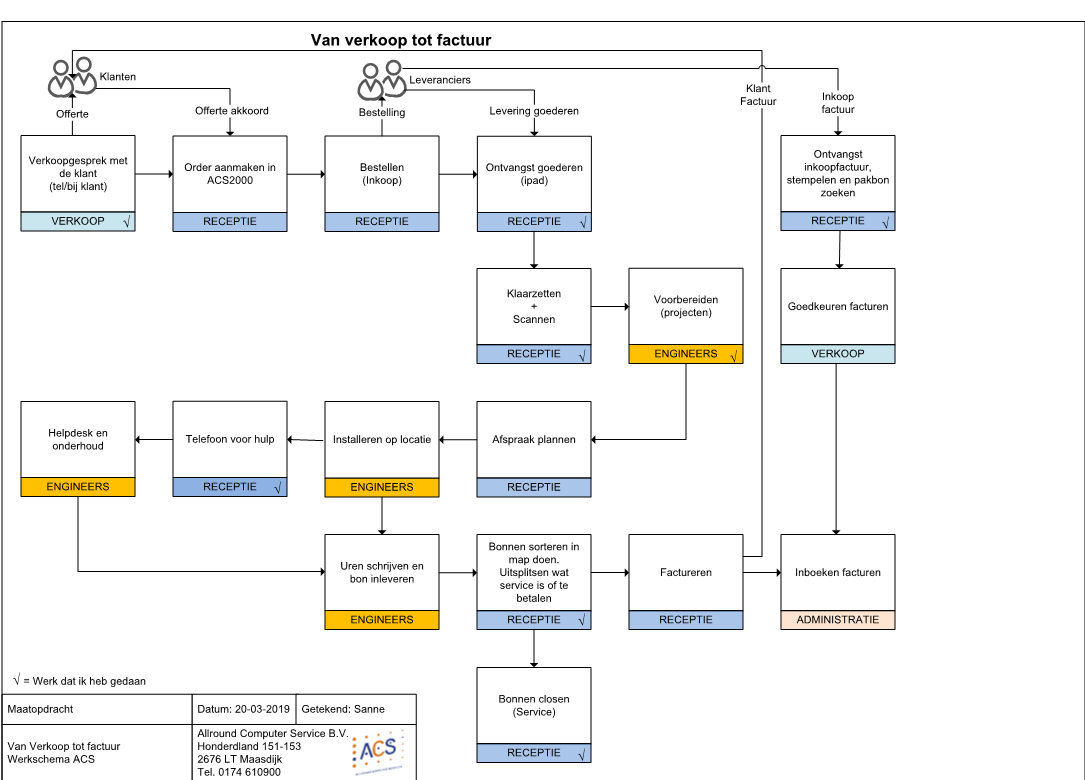 Van verkoop tot factuur
Klanten
Leveranciers
Offerte
Offerte akkoord
Bestelling
Levering goederen
Klant
Factuur
Inkoop
factuur
Verkoopgesprek met
de klant
(tel/bij klant)
VERKOOP √
Order aanmaken in
ACS2000
RECEPTIE
Bestellen
(Inkoop)
RECEPTIE
Ontvangst goederen
(ipad)
RECEPTIE √
Ontvangst
inkoopfactuur,
stempelen en pakbon
zoeken
RECEPTIE √
Klaarzetten
+
Scannen
RECEPTIE √
Voorbereiden
(projecten)
ENGINEERS √
Goedkeuren facturen
VERKOOP
Helpdesk en
onderhoud
ENGINEERS
Telefoon voor hulp
RECEPTIE √
Installeren op locatie
ENGINEERS
Afspraak plannen
RECEPTIE
Uren schrijven en
bon inleveren
ENGINEERS
Bonnen sorteren in
map doen.
Uitsplitsen wat
service is of te
betalen
RECEPTIE √
Factureren
RECEPTIE
Inboeken facturen
ADMINISTRATIE
Bonnen closen
(Service)
RECEPTIE √
√ = Werk dat ik heb gedaan
Maatopdracht
Datum: 20-03-2019
Getekend: Sanne
Van Verkoop tot factuur
Werkschema ACS
Allround Computer Service B.V.
Honderdland 151-153
2676 LT Maasdijk
Tel. 0174 610900
ACS